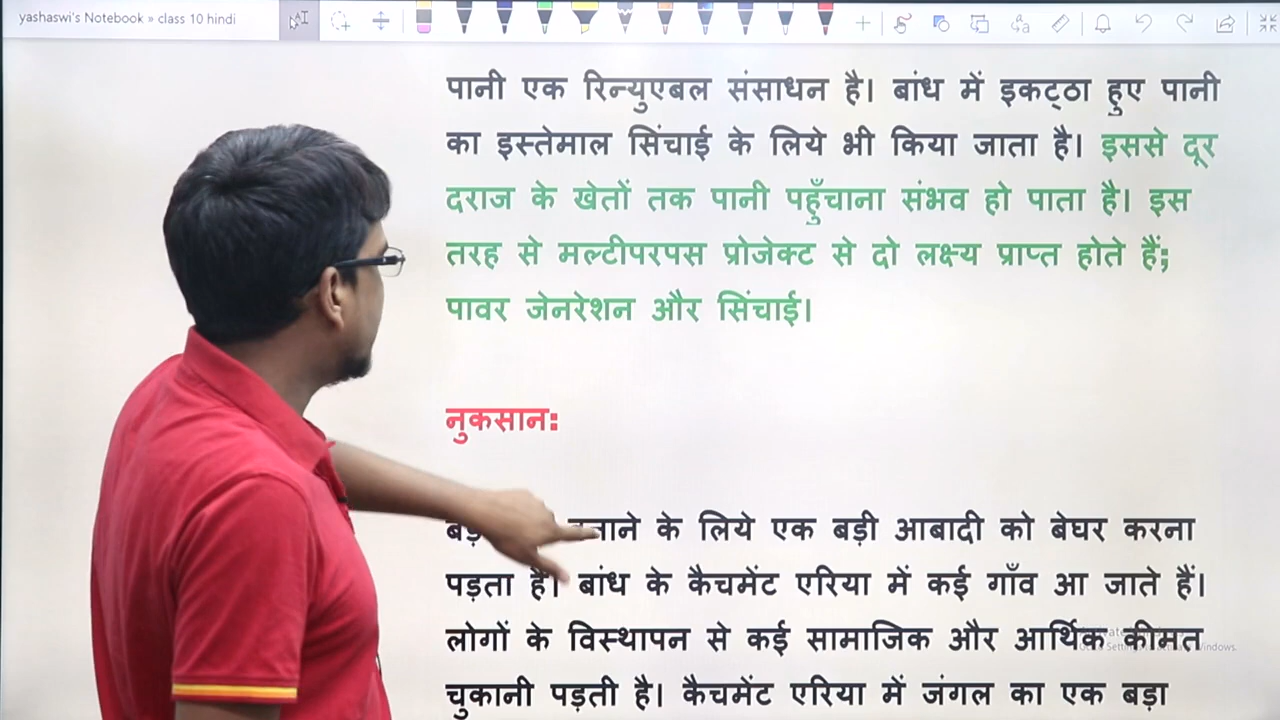 yashaswi's Notebook » class 10 hindi
पानी एक रिन्युएबल संसाधन है। बांध में इकट्ठा हुए पानी
का इस्तेमाल सिंचाई के लिये भी किया जाता है। इससे दूर
दराज के खेतों तक पानी पहुँचाना संभव हो पाता है। इस
तरह से मल्टीपरपस प्रोजेक्ट से दो लक्ष्य प्राप्त होते हैं;
पावर जेनरेशन और सिंचाई।
नुकसान:
के लिये एक बड़ी आबादी को बेघर करना
पड़ता है। बांध के कैचमेंट एरिया में कई गाँव आ जाते हैं।
लोगों के विस्थापन से कई सामाजिक और आर्थिक कीमत
चुकानी पड़ती है। कैचमेंट एरिया में जंगल का एक बड़ा